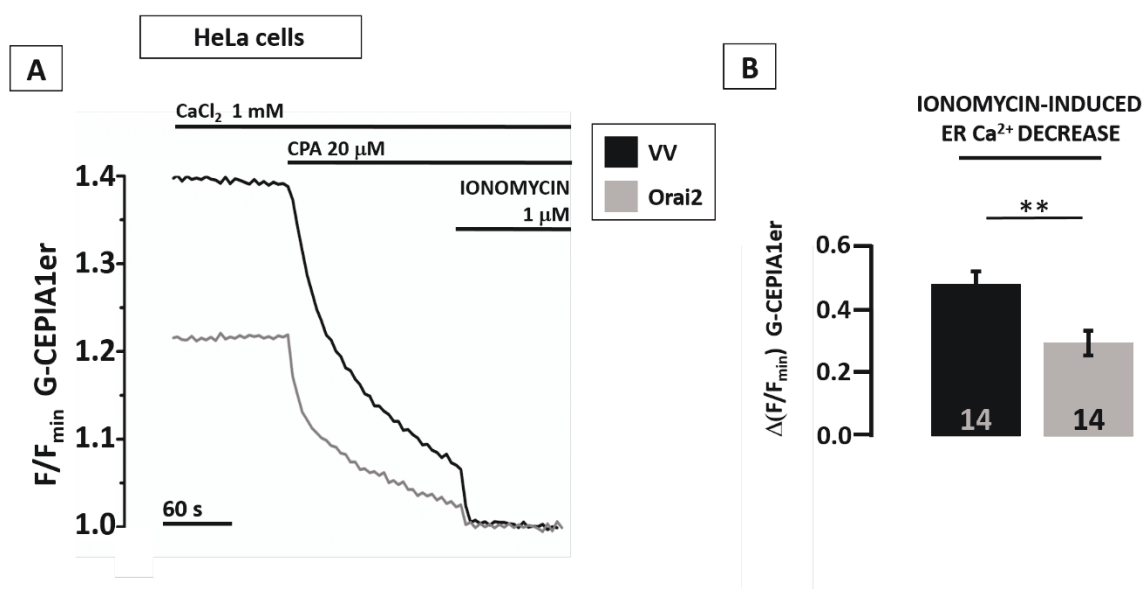 HeLa cells
A
CaCl₂ 1 mM
CPA 20 μM
IONOMYCIN
1 μM
1.4
1.3
1.2
1.1
1.0
F/Fmin G-CEPIA1er
60 s
VV
Orai2
B
IONOMYCIN-INDUCED
ER Ca²⁺ DECREASE
**
0.6
0.4
0.2
0.0
Δ(F/Fmin) G-CEPIA1er
14
14